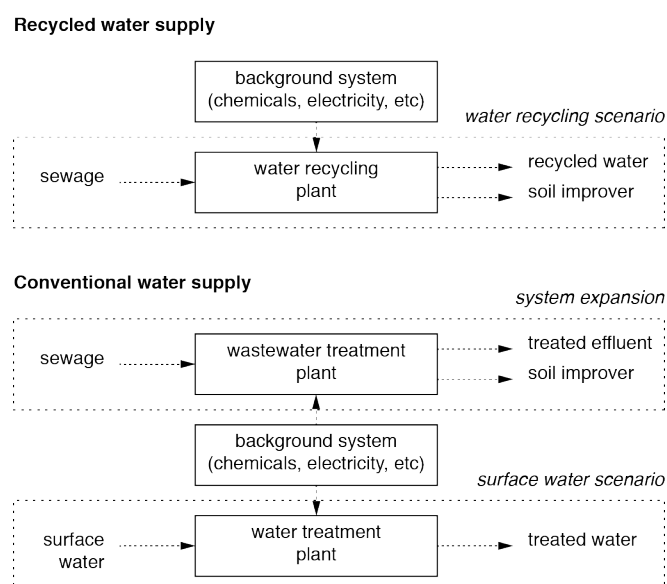 Recycled water supply
background system
(chemicals, electricity, etc)
water recycling scenario
sewage
water recycling
plant
recycled water
soil improver
Conventional water supply
system expansion
sewage
wastewater treatment
plant
treated effluent
soil improver
background system
(chemicals, electricity, etc)
surface water scenario
surface
water
water treatment
plant
treated water